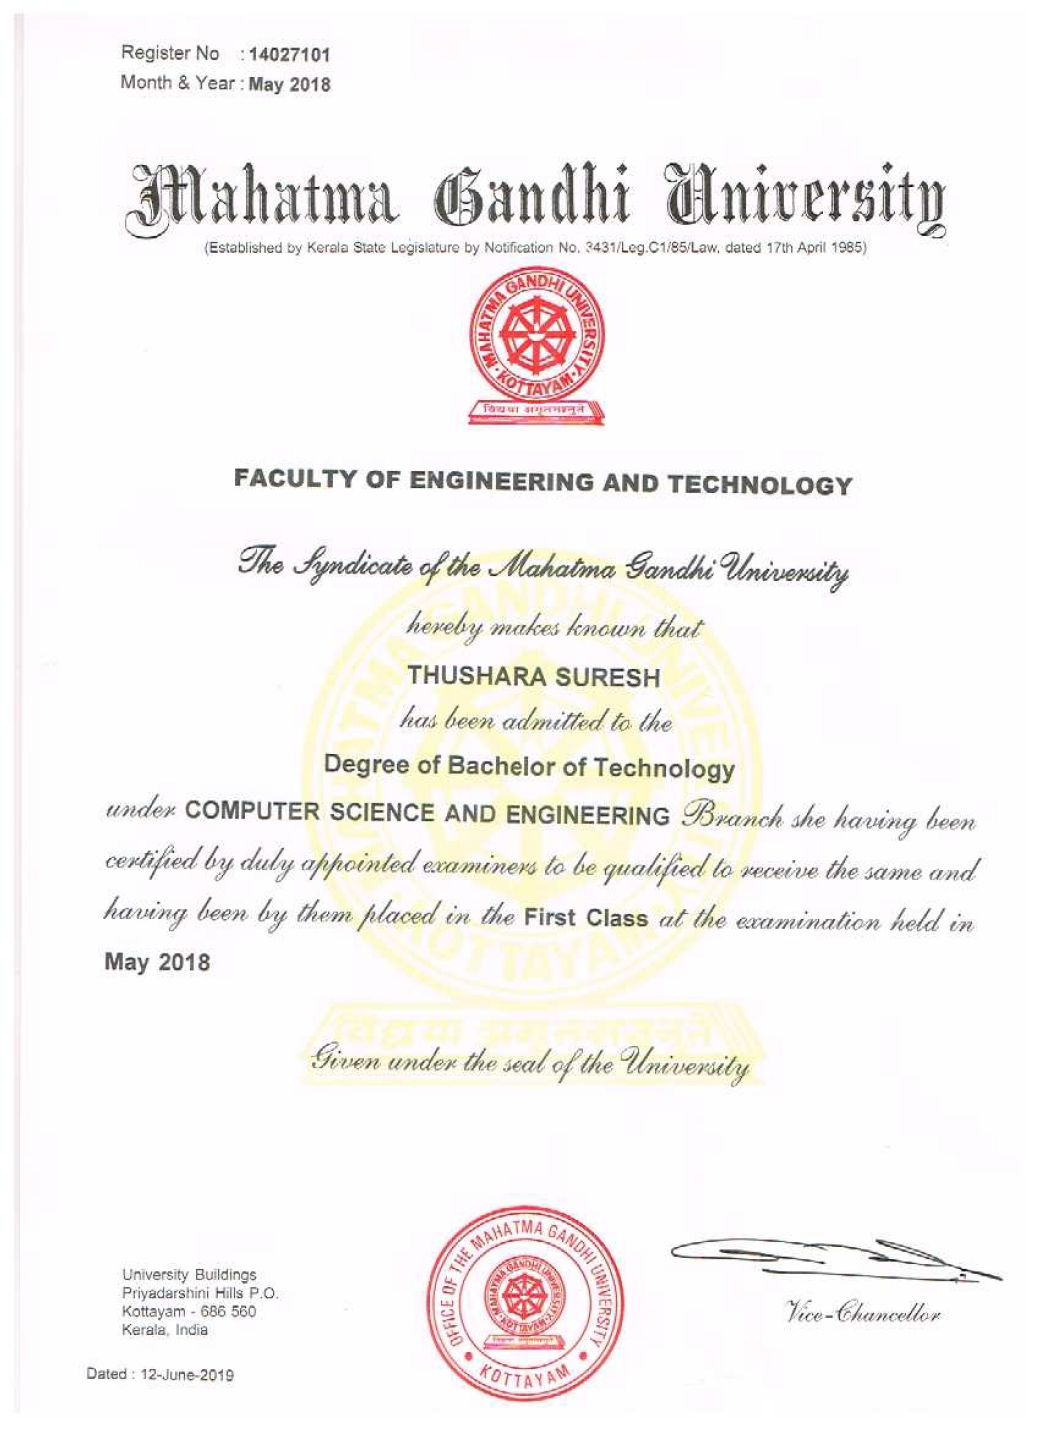 Register No : 14027101
Month & Year : May 2018
Mahatma Gandhi University
(Established by Kerala State Legislature by Notification No. 3431/Leg.C1/85/Law, dated 17th April 1985)
MAHATMA GANDHI UNIVERSITY
KOTTAYAM
विद्यया अमृतमश्नुते
FACULTY OF ENGINEERING AND TECHNOLOGY
The Syndicate of the Mahatma Gandhi University
hereby makes known that
THUSHARA SURESH
has been admitted to the
Degree of Bachelor of Technology
under COMPUTER SCIENCE AND ENGINEERING Branch she having been
certified by duly appointed examiners to be qualified to receive the same and
having been by them placed in the First Class at the examination held in
May 2018
Given under the seal of the University
OFFICE OF THE MAHATMA GANDHI UNIVERSITY
KOTTAYAM
MAHATMA GANDHI UNIVERSITY
KOTTAYAM
University Buildings
Priyadarshini Hills P.O.
Kottayam - 686 560
Kerala, India
Vice-Chancellor
Dated : 12-June-2019